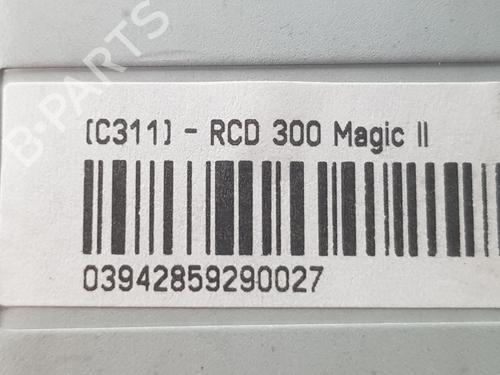 B-PARTS
(C311) - RCD 300 Magic II
03942859290027